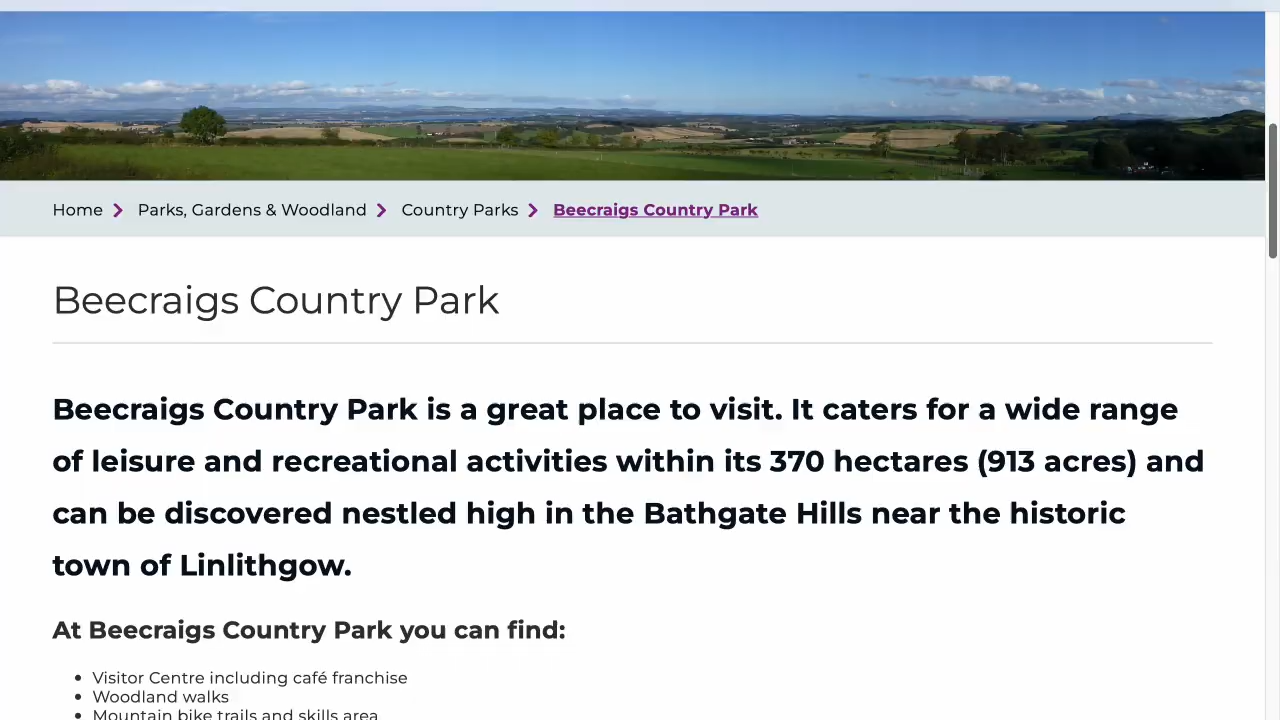 Home > Parks, Gardens & Woodland > Country Parks > Beecraigs Country Park
Beecraigs Country Park
Beecraigs Country Park is a great place to visit. It caters for a wide range
of leisure and recreational activities within its 370 hectares (913 acres) and
can be discovered nestled high in the Bathgate Hills near the historic
town of Linlithgow.
At Beecraigs Country Park you can find:
• Visitor Centre including café franchise
• Woodland walks
• Mountain bike trails and skills area